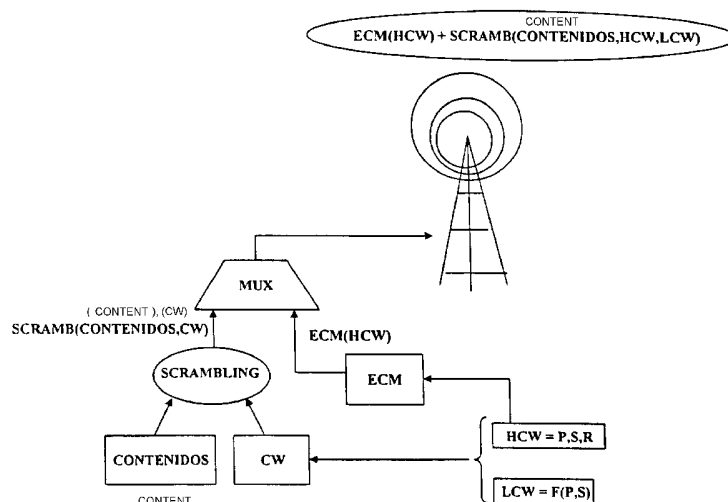 CONTENT
ECM(HCW) + SCRAMB(CONTENIDOS,HCW,LCW)
MUX
( CONTENT ), (CW)
SCRAMB(CONTENIDOS,CW)
ECM(HCW)
SCRAMBLING
ECM
CONTENIDOS
CW
HCW = P,S,R
LCW = F(P,S)
CONTENT